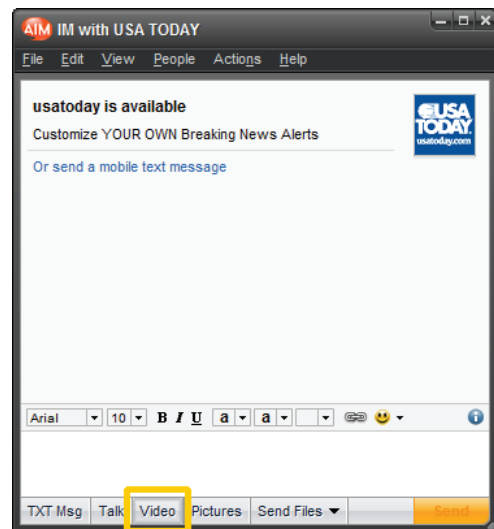 AIM IM with USA TODAY
File Edit View People Actions Help
usatoday is available
Customize YOUR OWN Breaking News Alerts
USA
TODAY
usatoday.com
Or send a mobile text message
Arial 10 B I U a a
TXT Msg Talk Video Pictures Send Files Send